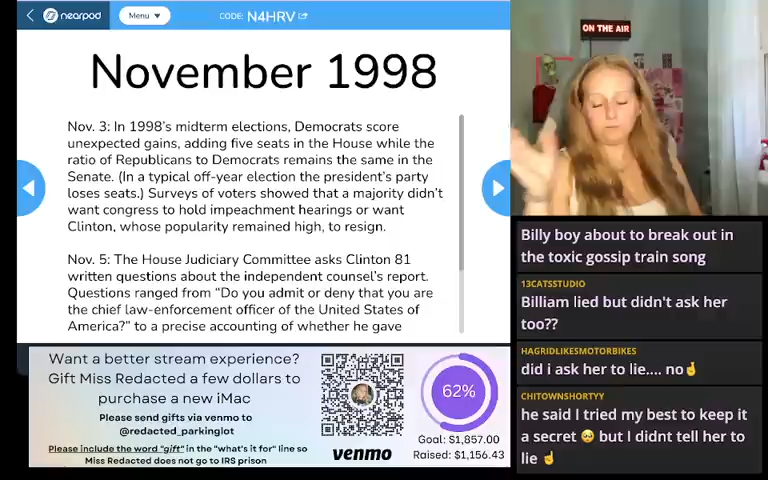 nearpod
Menu
CODE: N4HRV
November 1998
Nov. 3: In 1998's midterm elections, Democrats score
unexpected gains, adding five seats in the House while the
ratio of Republicans to Democrats remains the same in the
Senate. (In a typical off-year election the president's party
loses seats.) Surveys of voters showed that a majority didn't
want congress to hold impeachment hearings or want
Clinton, whose popularity remained high, to resign.
Nov. 5: The House Judiciary Committee asks Clinton 81
written questions about the independent counsel's report.
Questions ranged from “Do you admit or deny that you are
the chief law-enforcement officer of the United States of
America?” to a precise accounting of whether he gave
Want a better stream experience?
Gift Miss Redacted a few dollars to
purchase a new iMac
Please send gifts via venmo to
@redacted_parkinglot
Please include the word "gift" in the "what's it for" line so
Miss Redacted does not go to IRS prison
venmo
62%
Goal: $1,857.00
Raised: $1,156.43
ON THE AIR
Billy boy about to break out in
the toxic gossip train song
13CATSSTUDIO
Billiam lied but didn't ask her
too??
HAGRIDLIKESMOTORBIKES
did i ask her to lie.... no🤞
CHITOWNSHORTYY
he said I tried my best to keep it
a secret 🥺 but I didnt tell her to
lie ☝️